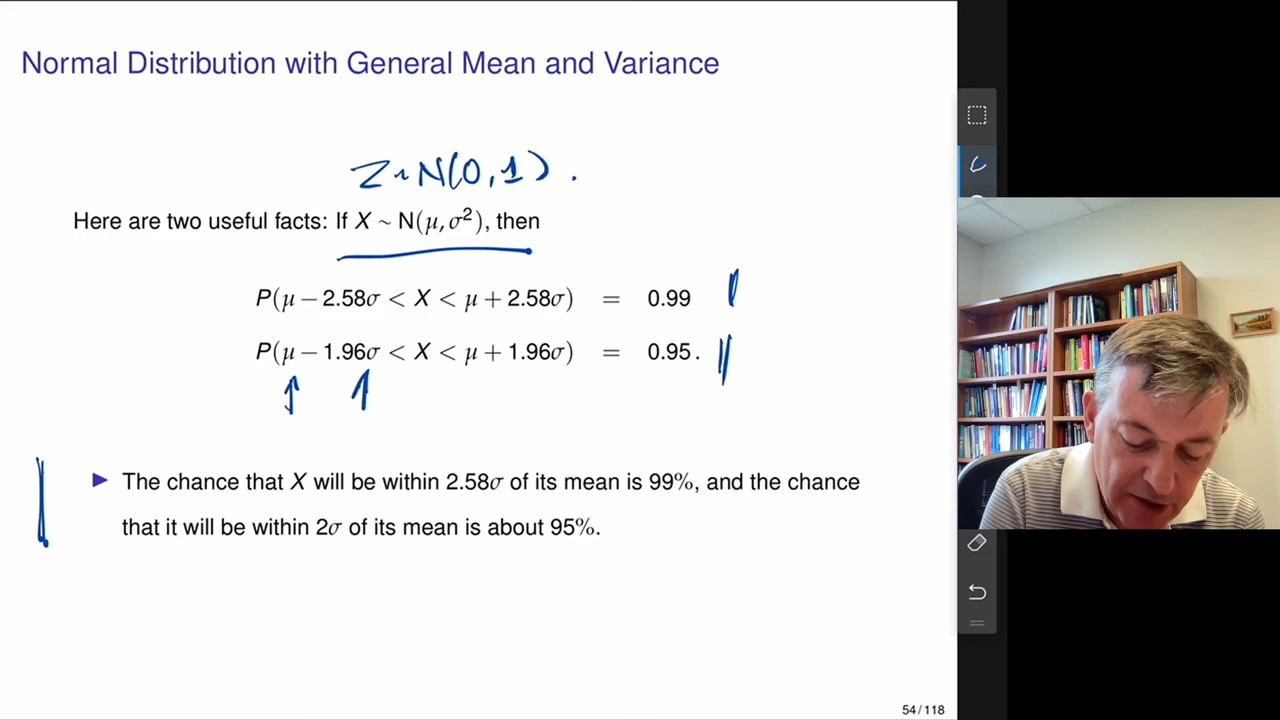 Normal Distribution with General Mean and Variance
Z ~ N(0,1).
Here are two useful facts: If X ~ N(μ, σ²), then
P(μ − 2.58σ < X < μ + 2.58σ) = 0.99
P(μ − 1.96σ < X < μ + 1.96σ) = 0.95.
► The chance that X will be within 2.58σ of its mean is 99%, and the chance
that it will be within 2σ of its mean is about 95%.
54/118